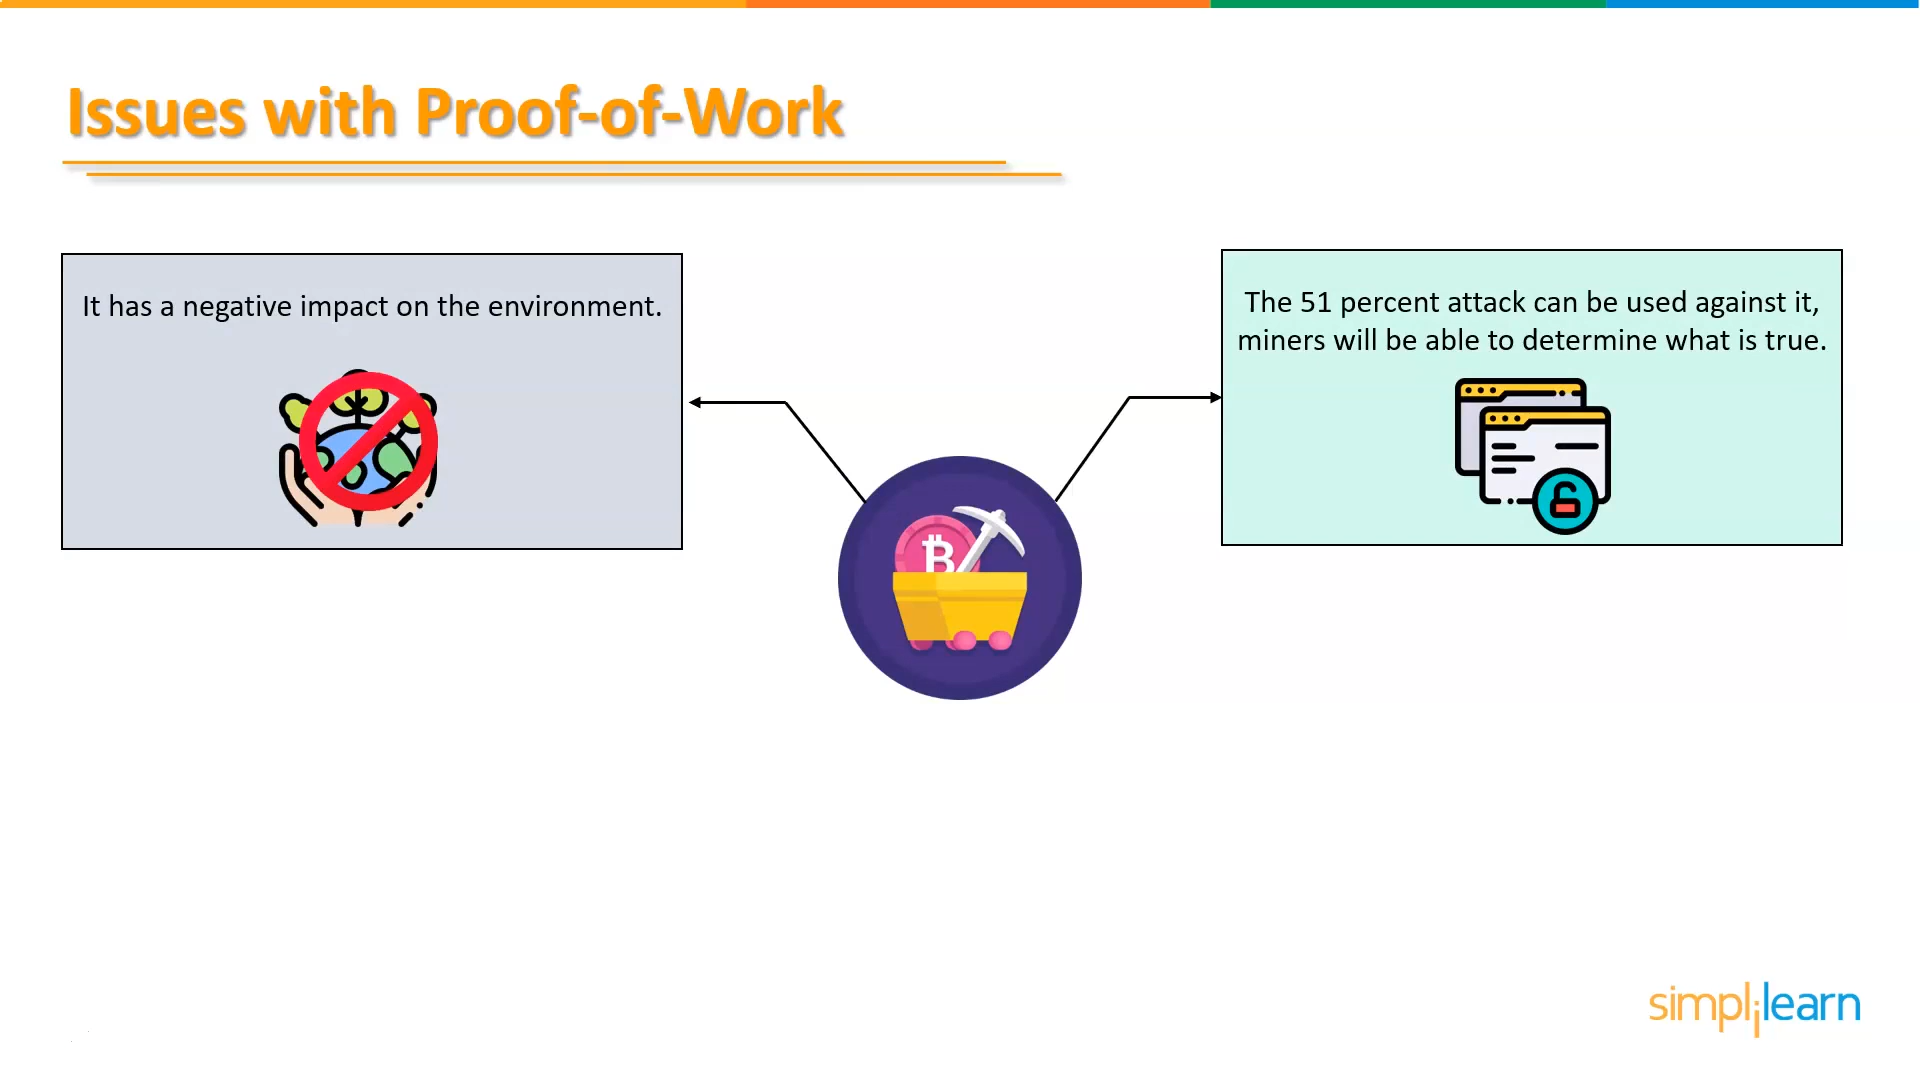 Issues with Proof-of-Work
It has a negative impact on the environment.
The 51 percent attack can be used against it,
miners will be able to determine what is true.
B
simplilearn